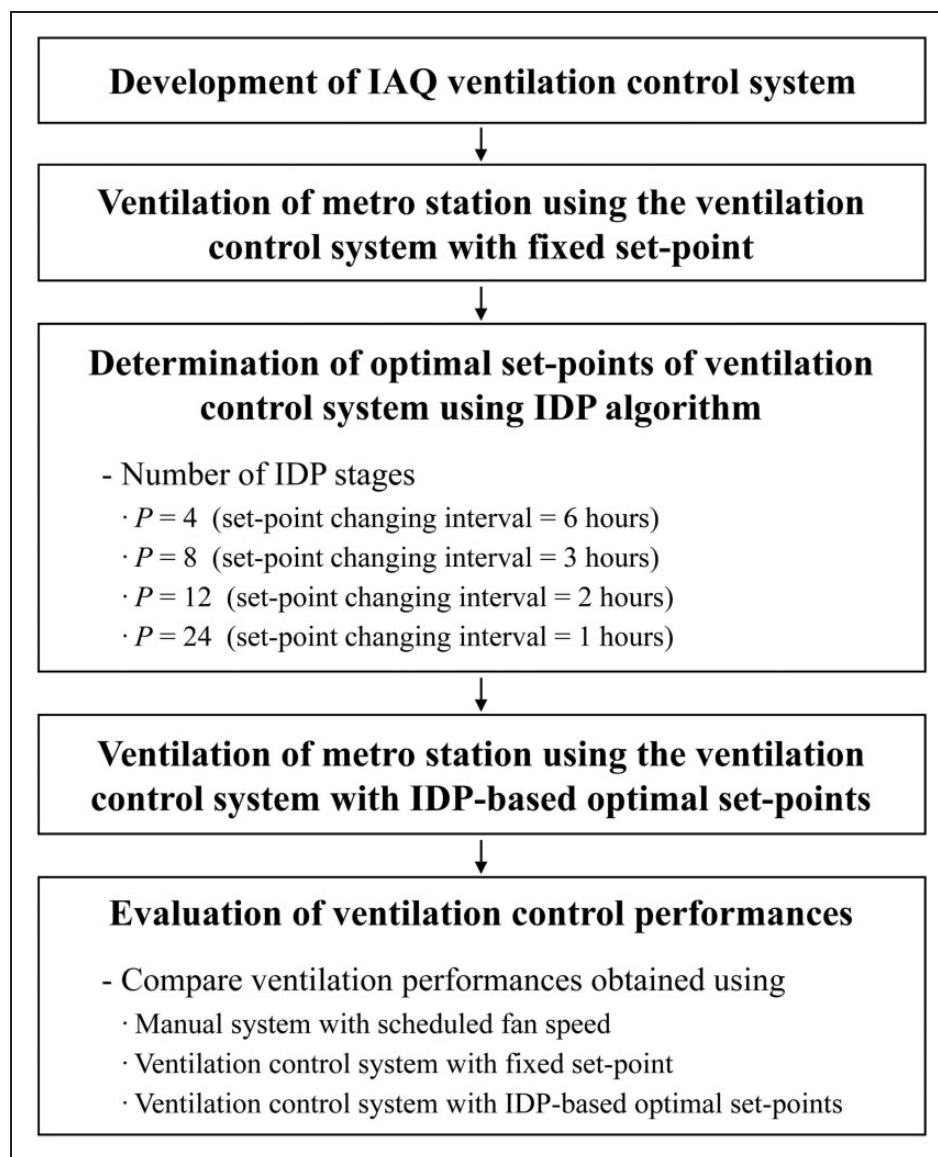 Development of IAQ ventilation control system
Ventilation of metro station using the ventilation
control system with fixed set-point
Determination of optimal set-points of ventilation
control system using IDP algorithm
- Number of IDP stages
· P = 4 (set-point changing interval = 6 hours)
· P = 8 (set-point changing interval = 3 hours)
· P = 12 (set-point changing interval = 2 hours)
· P = 24 (set-point changing interval = 1 hours)
Ventilation of metro station using the ventilation
control system with IDP-based optimal set-points
Evaluation of ventilation control performances
- Compare ventilation performances obtained using
· Manual system with scheduled fan speed
· Ventilation control system with fixed set-point
· Ventilation control system with IDP-based optimal set-points